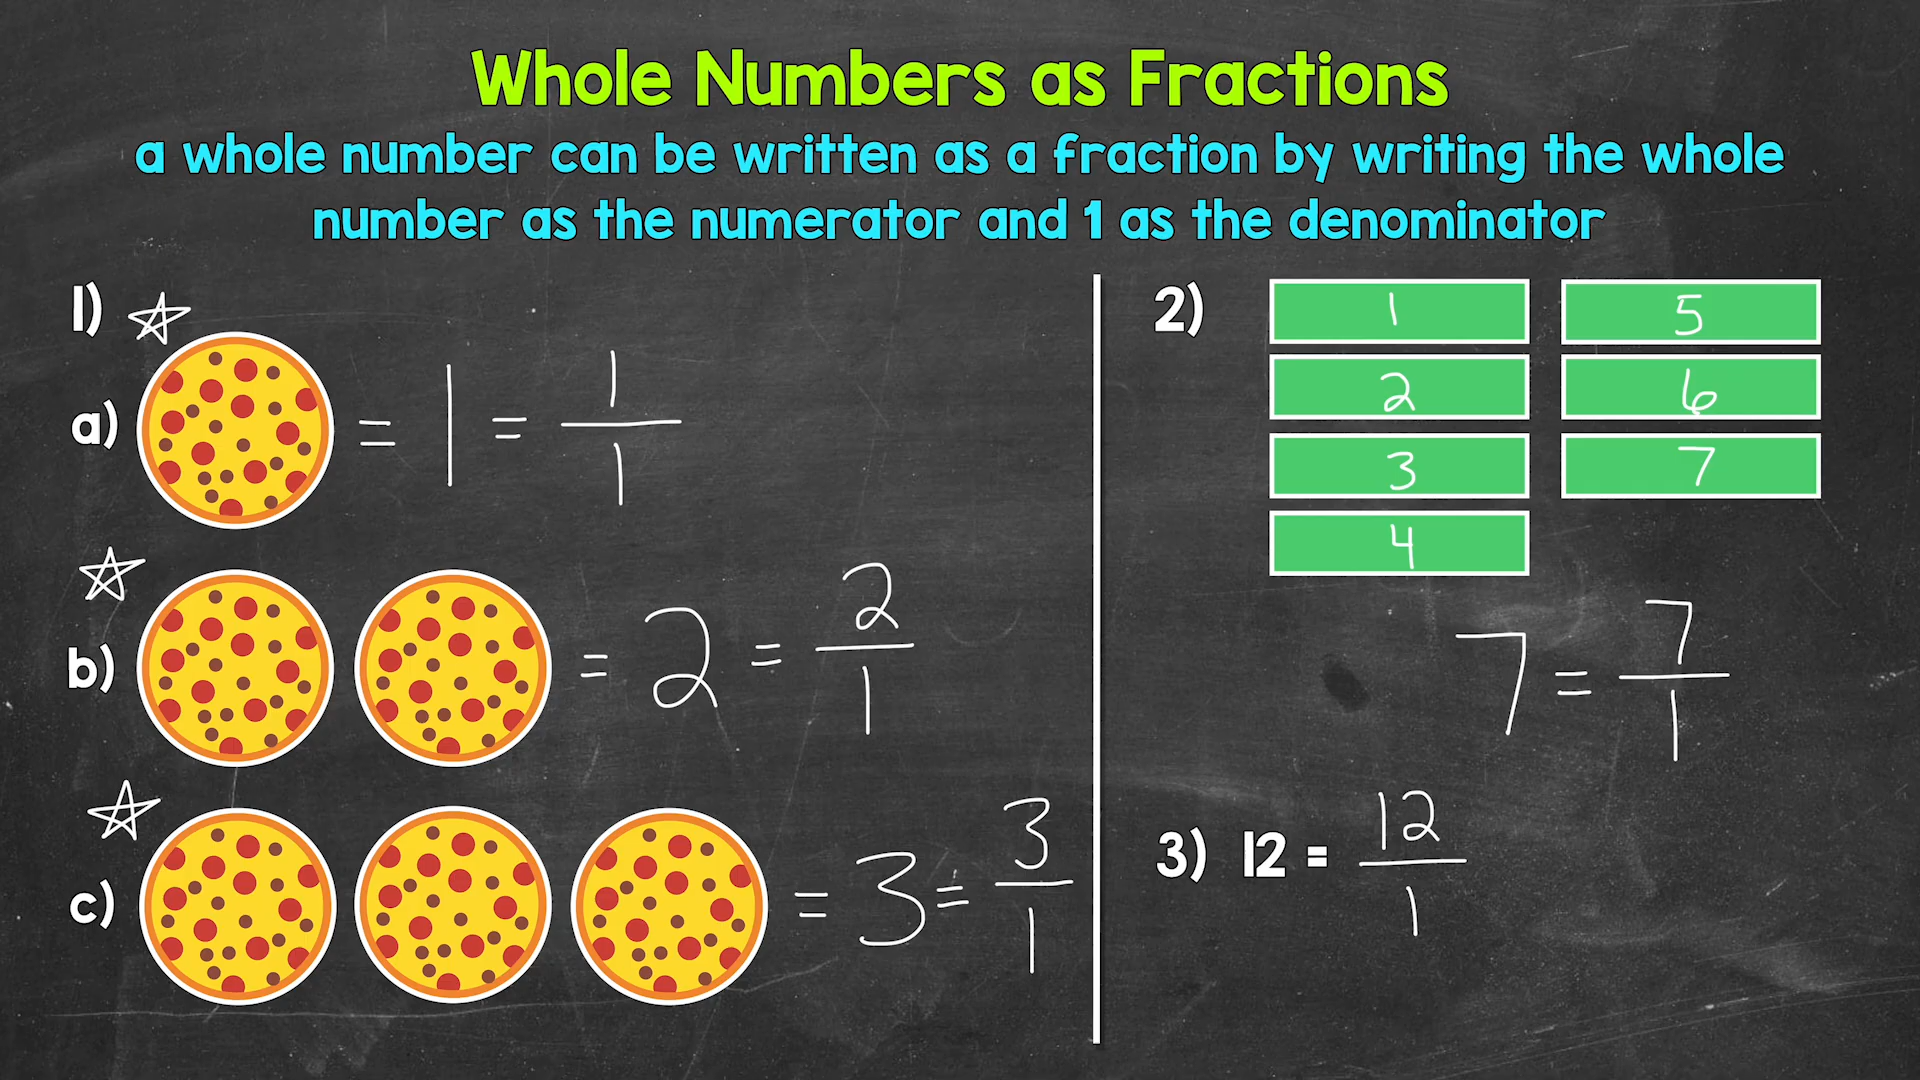 Whole Numbers as Fractions
a whole number can be written as a fraction by writing the whole
number as the numerator and 1 as the denominator
1)
a) = 1 = 1/1
b) = 2 = 2/1
c) = 3 = 3/1
2)
1 5
2 6
3 7
4
7 = 7/1
3) 12 = 12/1